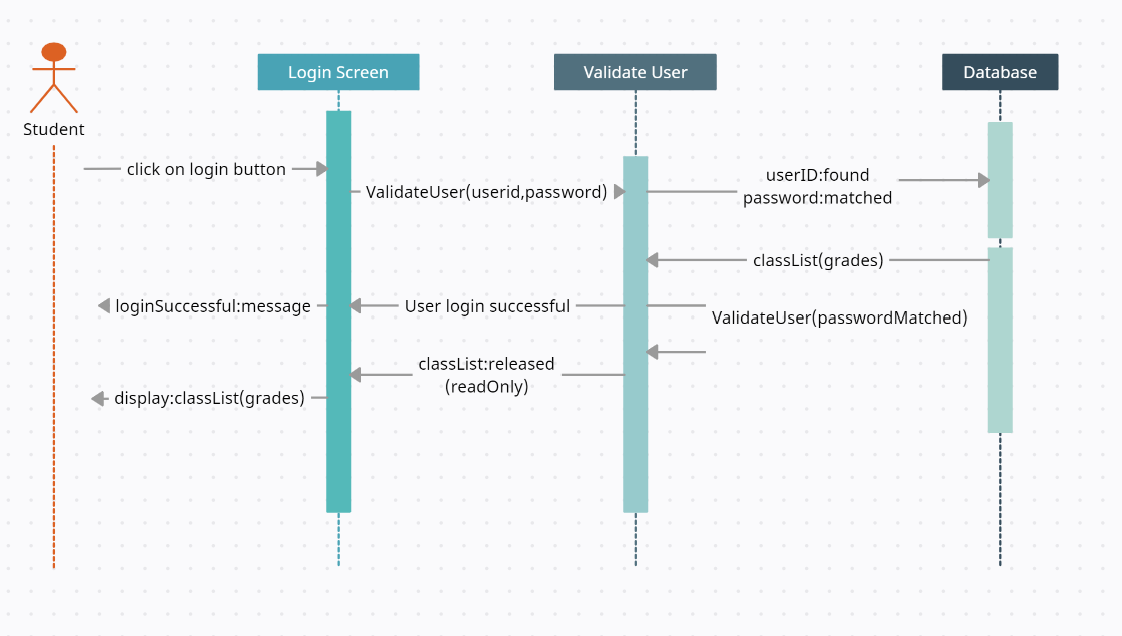 Login Screen
Validate User
Database
Student
click on login button
ValidateUser(userid,password)
userID:found
password:matched
classList(grades)
loginSuccessful:message
User login successful
ValidateUser(passwordMatched)
classList:released
(readOnly)
display:classList(grades)